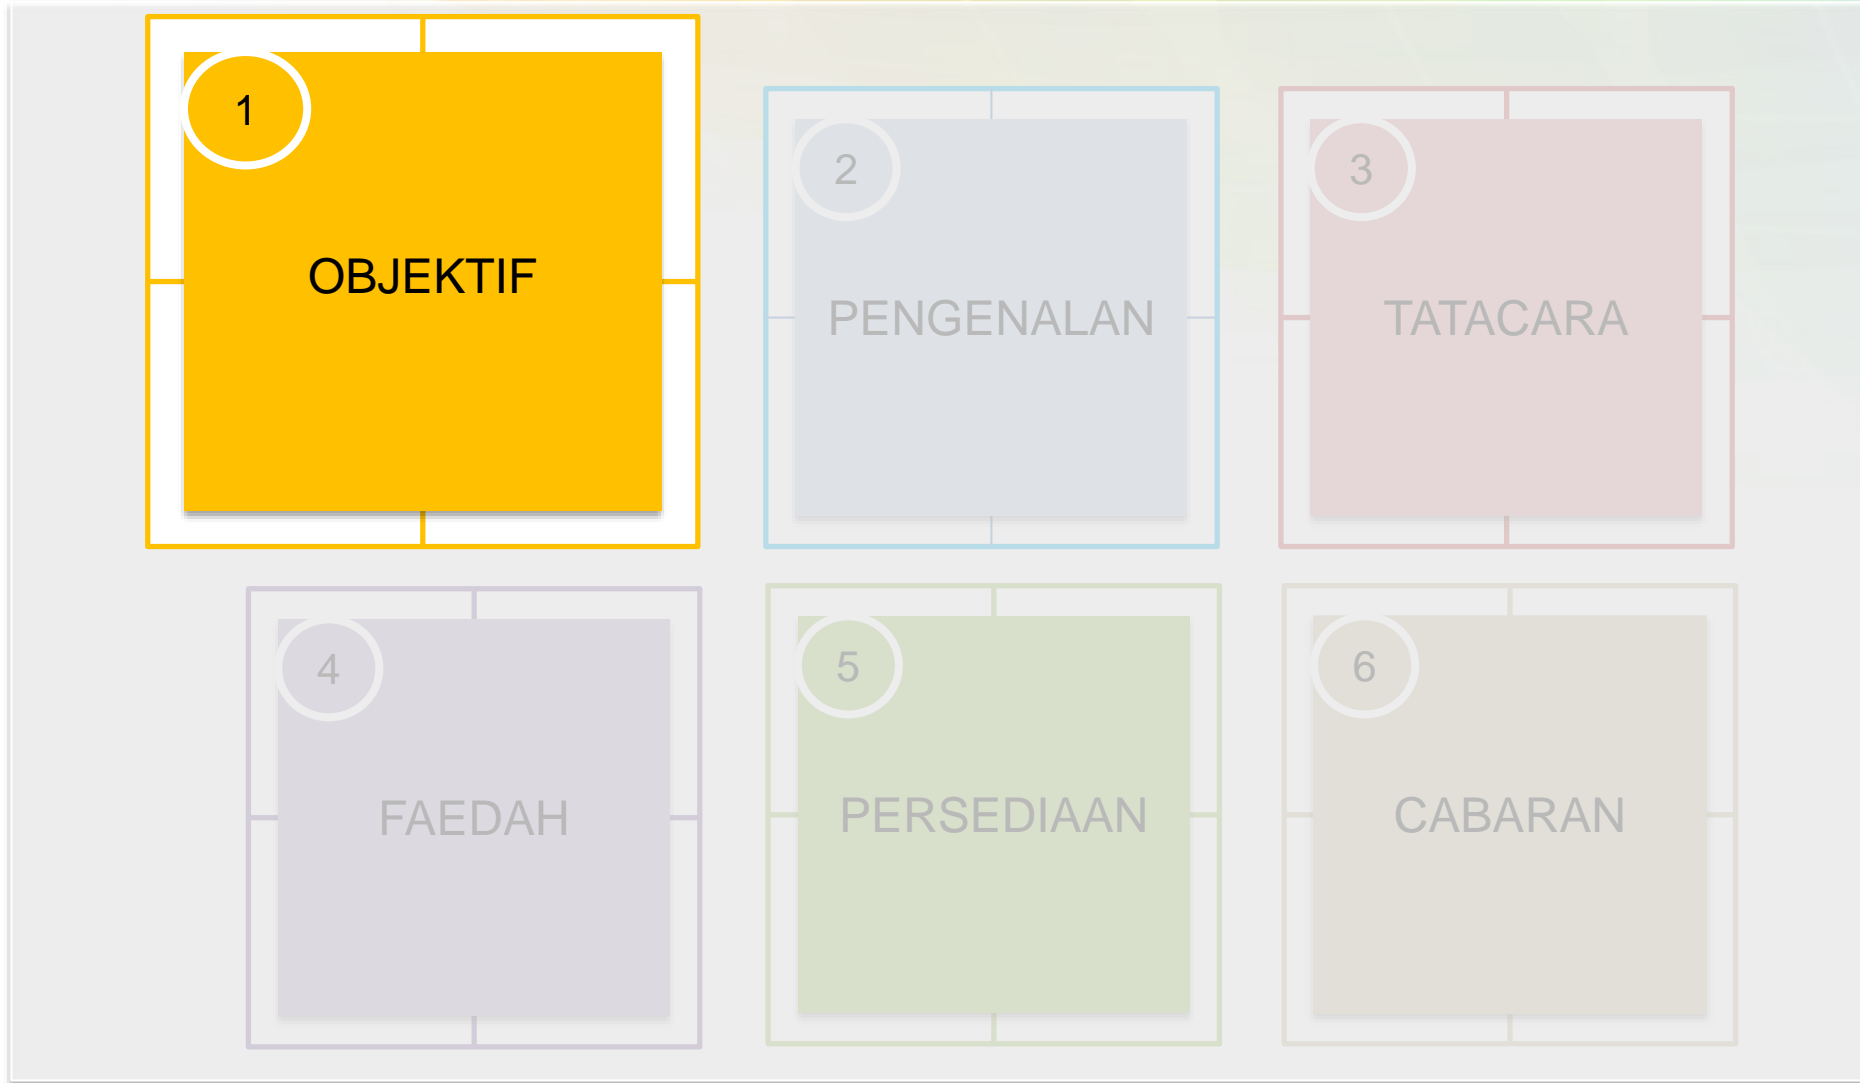 1
OBJEKTIF
2
PENGENALAN
3
TATACARA
4
FAEDAH
5
PERSEDIAAN
6
CABARAN